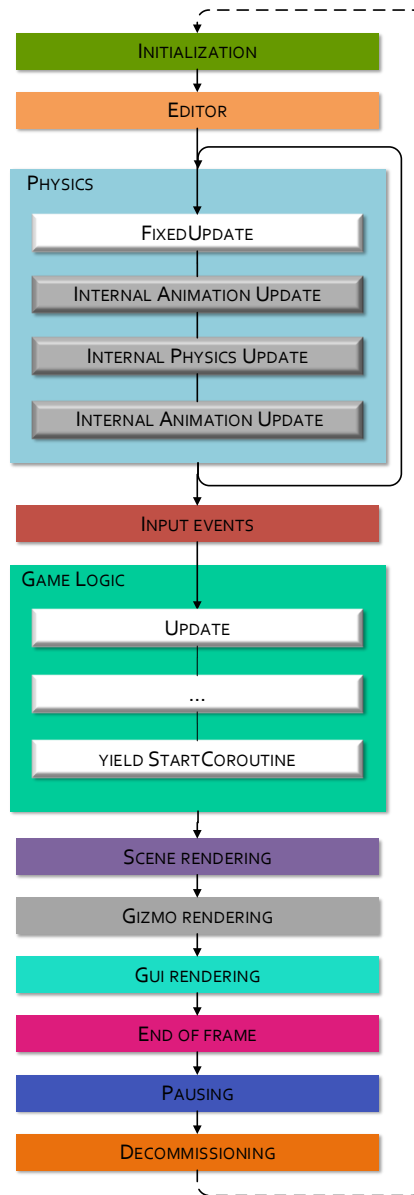 Initialization
Editor
Physics
FixedUpdate
Internal Animation Update
Internal Physics Update
Internal Animation Update
Input events
Game Logic
Update
...
yield StartCoroutine
Scene rendering
Gizmo rendering
Gui rendering
End of frame
Pausing
Decommissioning